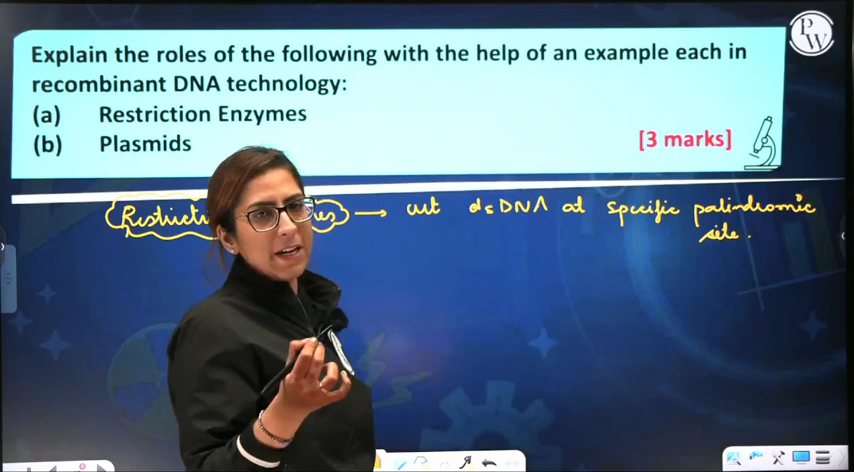 P
W
Explain the roles of the following with the help of an example each in
recombinant DNA technology:
(a) Restriction Enzymes
(b) Plasmids [3 marks]
cut dsDNA at specific palindromic
site.